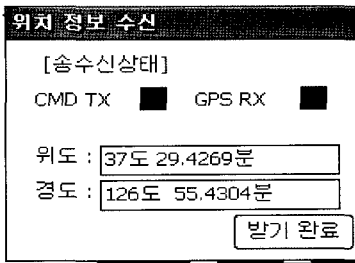 위치 정보 수신
[송수신상태]
CMD TX GPS RX
위도 : 37도 29.4269분
경도 : 126도 55.4304분
받기 완료